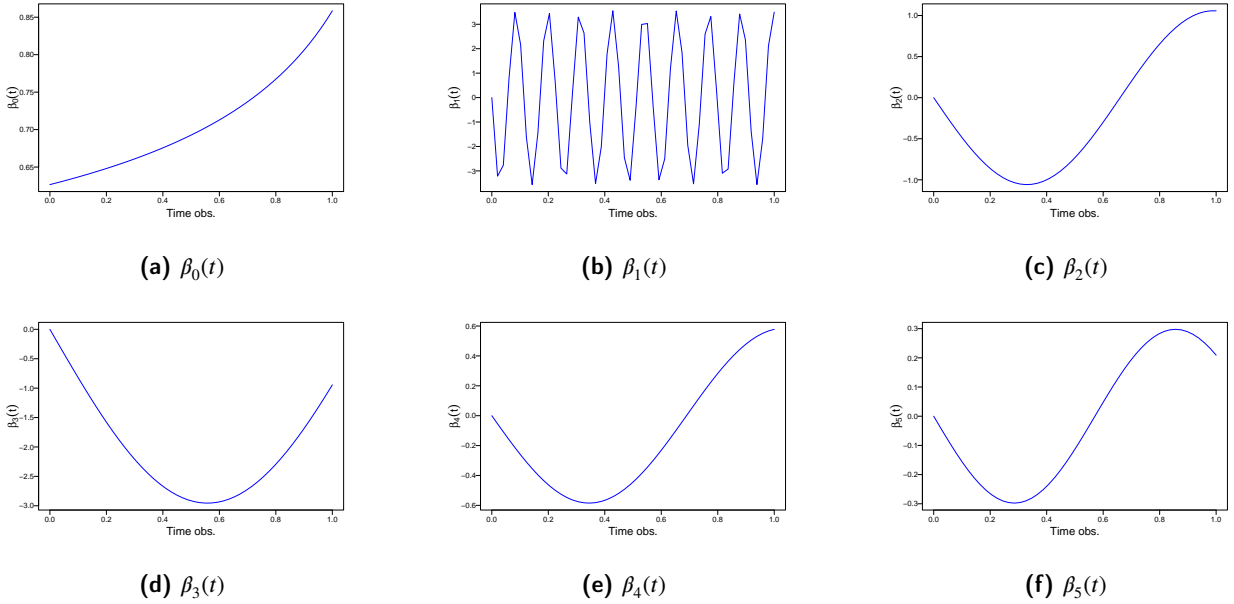 0.85
0.80
0.75
0.70
0.65
β0(t)
0.0 0.2 0.4 0.6 0.8 1.0
Time obs.
(a) β0(t)
3
2
1
0
−1
−2
−3
β1(t)
0.0 0.2 0.4 0.6 0.8 1.0
Time obs.
(b) β1(t)
1.0
0.5
0.0
−0.5
−1.0
β2(t)
0.0 0.2 0.4 0.6 0.8 1.0
Time obs.
(c) β2(t)
0.0
−0.5
−1.0
−1.5
−2.0
−2.5
−3.0
β3(t)
0.0 0.2 0.4 0.6 0.8 1.0
Time obs.
(d) β3(t)
0.6
0.4
0.2
0.0
−0.2
−0.4
−0.6
β4(t)
0.0 0.2 0.4 0.6 0.8 1.0
Time obs.
(e) β4(t)
0.3
0.2
0.1
0.0
−0.1
−0.2
−0.3
β5(t)
0.0 0.2 0.4 0.6 0.8 1.0
Time obs.
(f) β5(t)